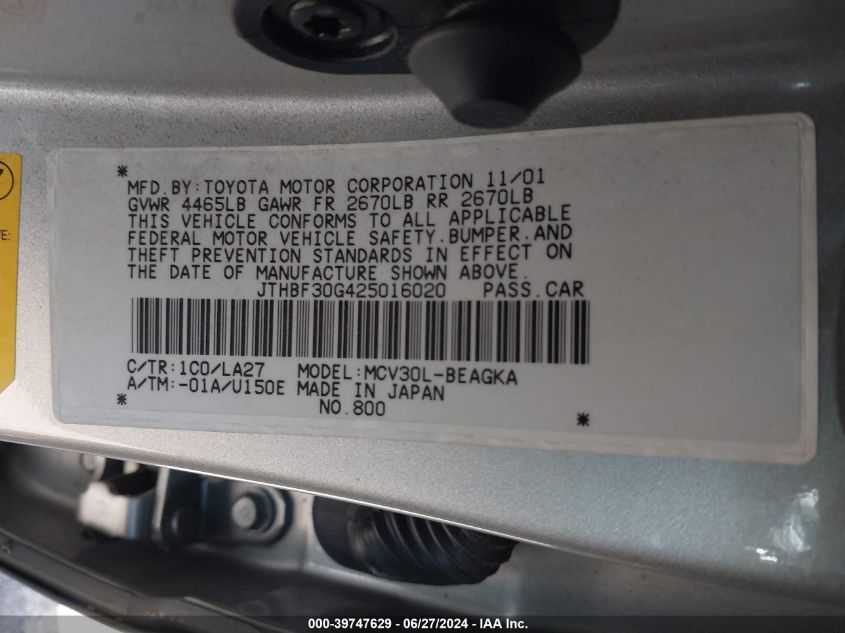 *
MFD.BY:TOYOTA MOTOR CORPORATION 11/01
GVWR 4465LB GAWR FR 2670LB RR 2670LB
THIS VEHICLE CONFORMS TO ALL APPLICABLE
FEDERAL MOTOR VEHICLE SAFETY,BUMPER,AND
THEFT PREVENTION STANDARDS IN EFFECT ON
THE DATE OF MANUFACTURE SHOWN ABOVE.
JTHBF30G425016020 PASS.CAR
C/TR:1C0/LA27 MODEL:MCV30L-BEAGKA
A/TM:-01A/U150E MADE IN JAPAN
* NO.800 *
000-39747629 - 06/27/2024 - IAA Inc.